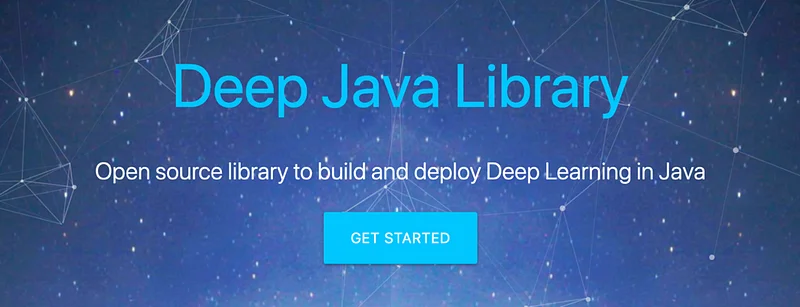 Deep Java Library
Open source library to build and deploy Deep Learning in Java
GET STARTED